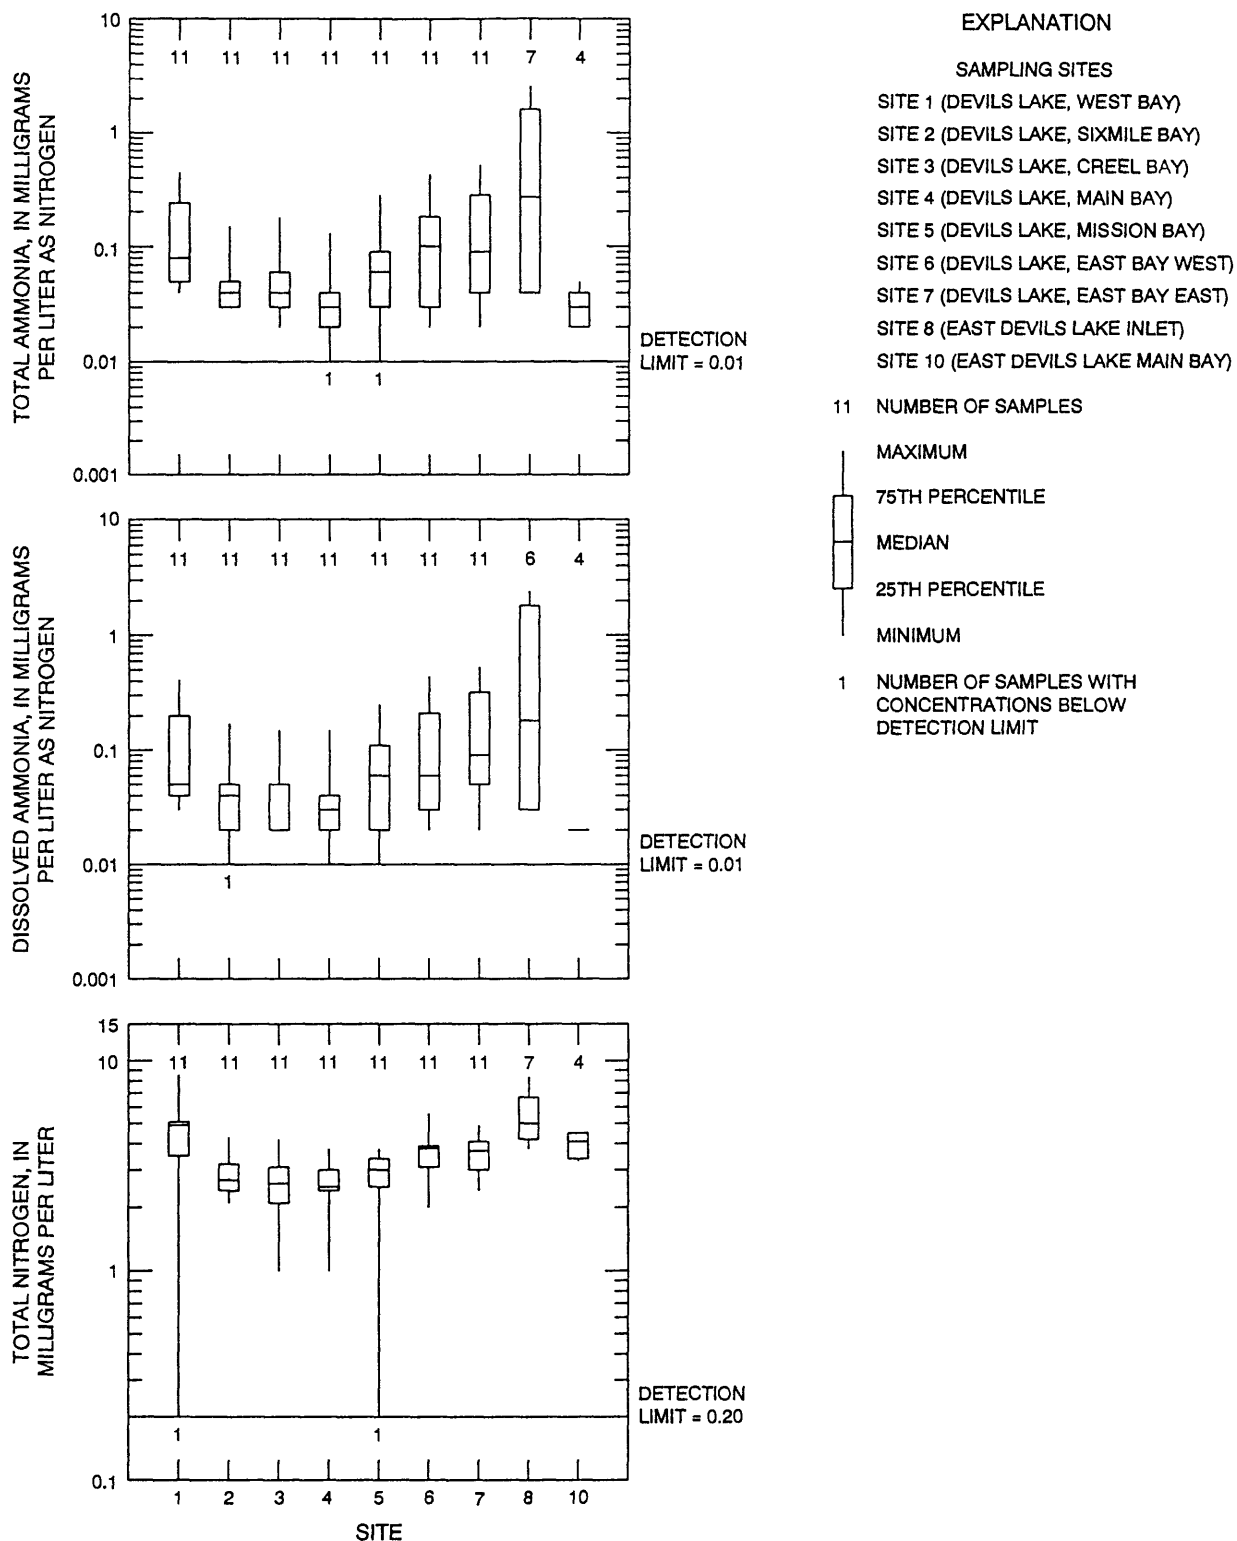 TOTAL AMMONIA, IN MILLIGRAMS
PER LITER AS NITROGEN
10
1
0.1
0.01
0.001
11 11 11 11 11 11 11 7 4
1 1
DETECTION
LIMIT = 0.01
DISSOLVED AMMONIA, IN MILLIGRAMS
PER LITER AS NITROGEN
10
1
0.1
0.01
0.001
11 11 11 11 11 11 11 6 4
1
DETECTION
LIMIT = 0.01
TOTAL NITROGEN, IN
MILLIGRAMS PER LITER
15
10
1
0.1
11 11 11 11 11 11 11 7 4
1 1
DETECTION
LIMIT = 0.20
1 2 3 4 5 6 7 8 10
SITE
EXPLANATION
SAMPLING SITES
SITE 1 (DEVILS LAKE, WEST BAY)
SITE 2 (DEVILS LAKE, SIXMILE BAY)
SITE 3 (DEVILS LAKE, CREEL BAY)
SITE 4 (DEVILS LAKE, MAIN BAY)
SITE 5 (DEVILS LAKE, MISSION BAY)
SITE 6 (DEVILS LAKE, EAST BAY WEST)
SITE 7 (DEVILS LAKE, EAST BAY EAST)
SITE 8 (EAST DEVILS LAKE INLET)
SITE 10 (EAST DEVILS LAKE MAIN BAY)
11 NUMBER OF SAMPLES
MAXIMUM
75TH PERCENTILE
MEDIAN
25TH PERCENTILE
MINIMUM
1 NUMBER OF SAMPLES WITH
CONCENTRATIONS BELOW
DETECTION LIMIT